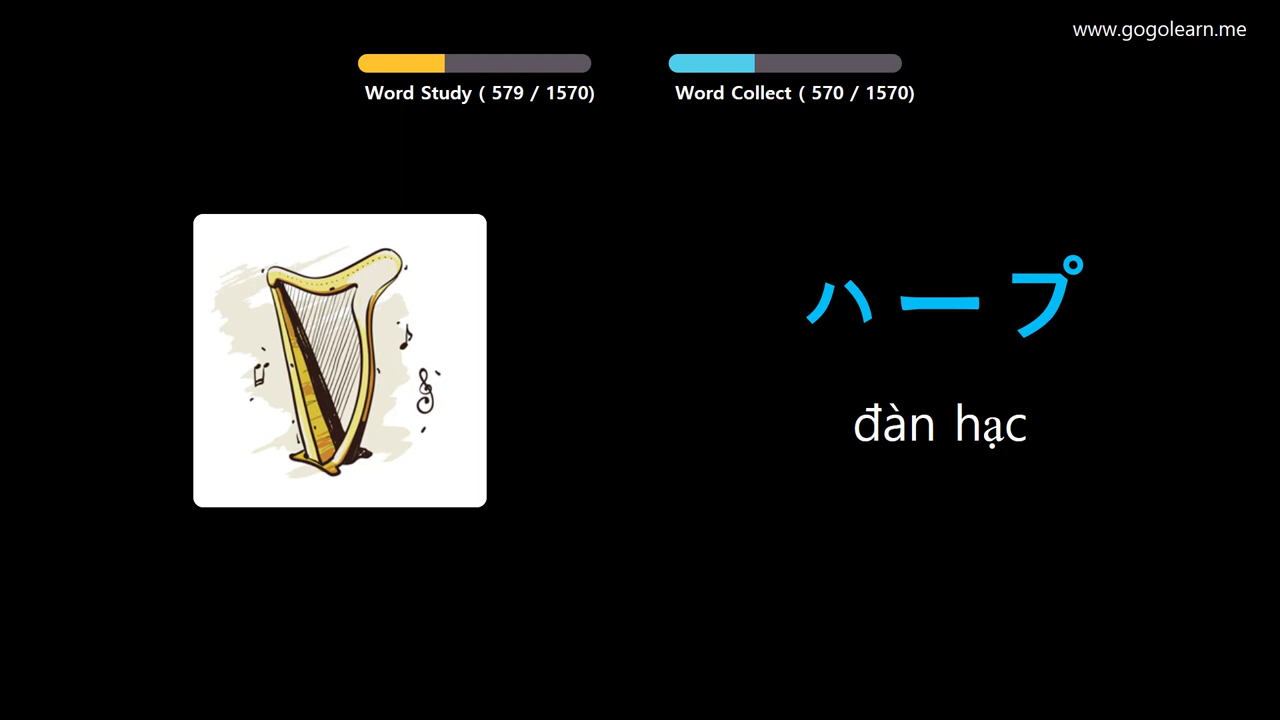 www.gogolearn.me
Word Study ( 579 / 1570)
Word Collect ( 570 / 1570)
ハープ
đàn hạc